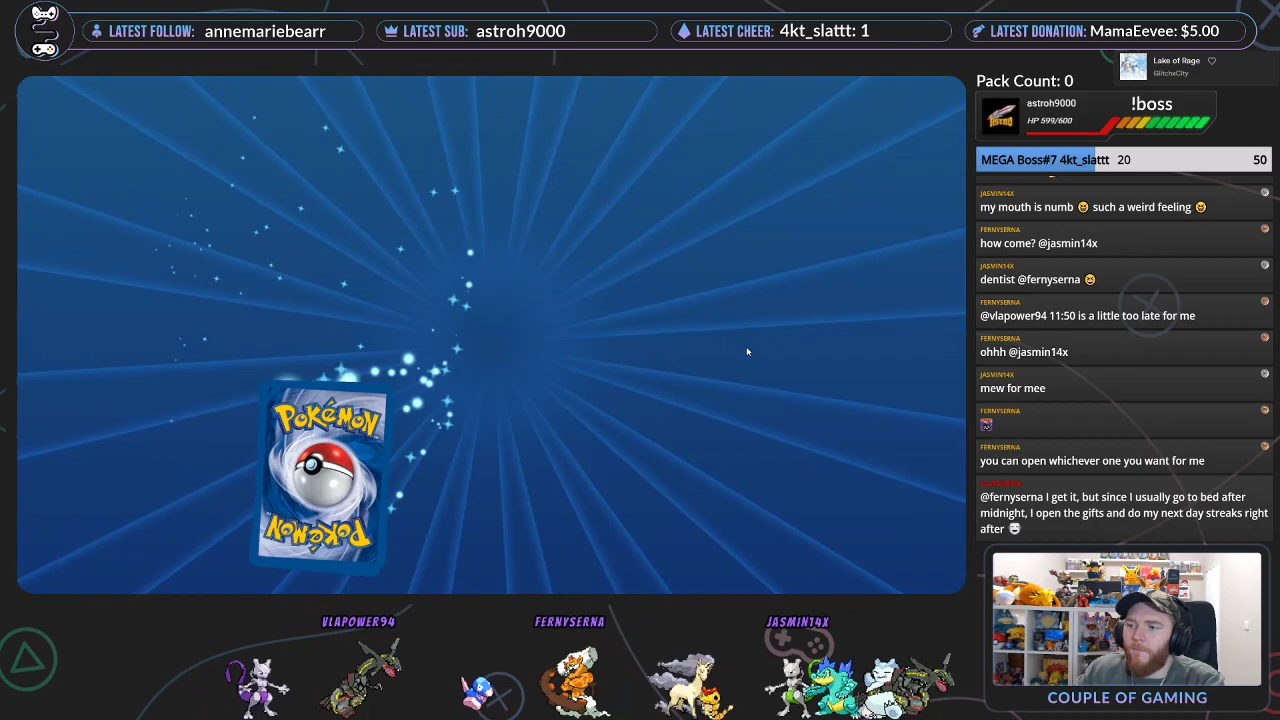 LATEST FOLLOW: annemariebearr
LATEST SUB: astroh9000
LATEST CHEER: 4kt_slattt: 1
LATEST DONATION: MamaEevee: $5.00
Lake of Rage
GlitchxCity
Pack Count: 0
astroh9000
!boss
HP 599/600
ASTRO
MEGA Boss#7 4kt_slattt 20 50
JASMIN14X
my mouth is numb 😆 such a weird feeling 😆
FERNYSERNA
how come? @jasmin14x
JASMIN14X
dentist @fernyserna 😆
FERNYSERNA
@vlapower94 11:50 is a little too late for me
FERNYSERNA
ohhh @jasmin14x
JASMIN14X
mew for mee
FERNYSERNA
FERNYSERNA
you can open whichever one you want for me
@fernyserna I get it, but since I usually go to bed after
midnight, I open the gifts and do my next day streaks right
after
POKéMON
POKéMON
VLAPOWER94
FERNYSERNA
JASMIN14X
COUPLE OF GAMING